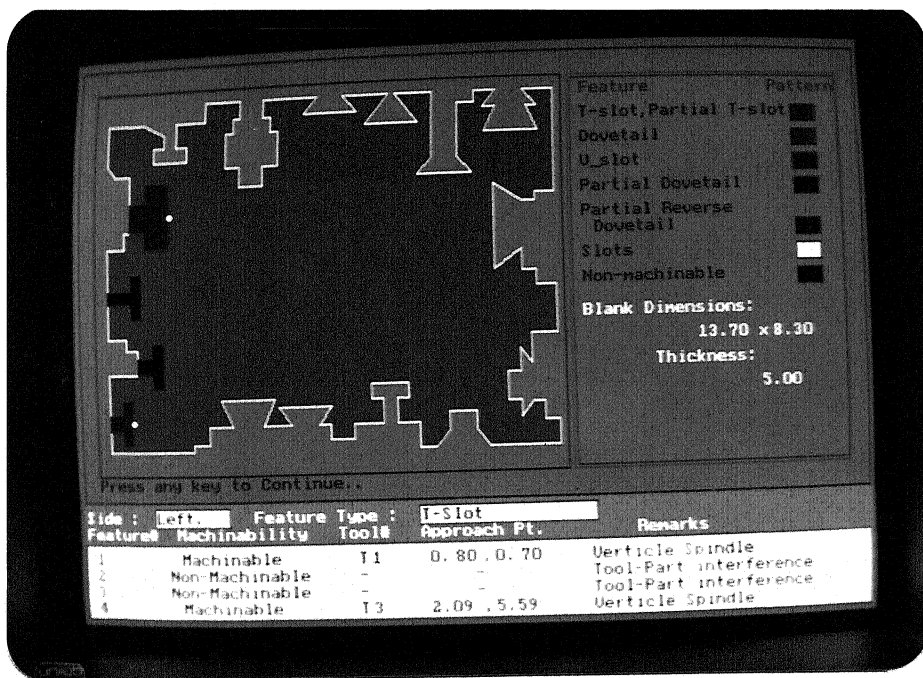 Feature Pattern
T-slot,Partial T-slot
Dovetail
U_slot
Partial Dovetail
Partial Reverse
Dovetail
Slots
Non-machinable
Blank Dimensions:
13.70 x 8.30
Thickness:
5.00
Press any key to Continue..
Side : Left. Feature Type : T-Slot
Feature# Machinability Tool# Approach Pt. Remarks
1 Machinable T1 0.80 ,0.70 Verticle Spindle
2 Non-Machinable - - Tool-Part interference
3 Non-Machinable - - Tool-Part interference
4 Machinable T3 2.09 ,5.59 Verticle Spindle